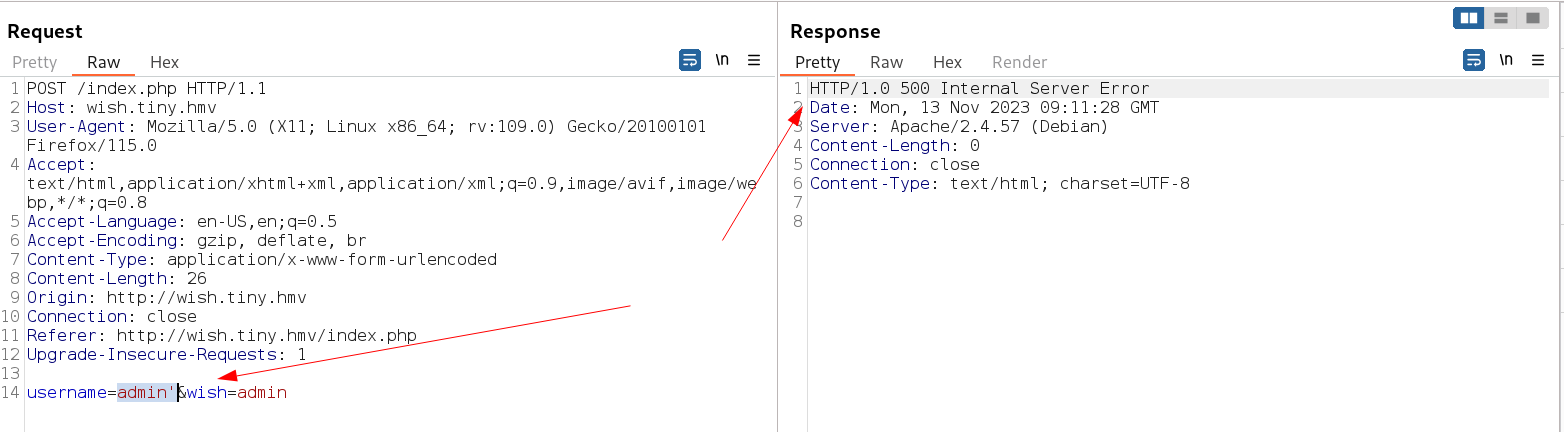 Request
Pretty Raw Hex \n
1 POST /index.php HTTP/1.1
2 Host: wish.tiny.hmv
3 User-Agent: Mozilla/5.0 (X11; Linux x86_64; rv:109.0) Gecko/20100101
Firefox/115.0
4 Accept:
text/html,application/xhtml+xml,application/xml;q=0.9,image/avif,image/we
bp,*/*;q=0.8
5 Accept-Language: en-US,en;q=0.5
6 Accept-Encoding: gzip, deflate, br
7 Content-Type: application/x-www-form-urlencoded
8 Content-Length: 26
9 Origin: http://wish.tiny.hmv
10 Connection: close
11 Referer: http://wish.tiny.hmv/index.php
12 Upgrade-Insecure-Requests: 1
13
14 username=admin'&wish=admin
Response
Pretty Raw Hex Render \n
1 HTTP/1.0 500 Internal Server Error
2 Date: Mon, 13 Nov 2023 09:11:28 GMT
3 Server: Apache/2.4.57 (Debian)
4 Content-Length: 0
5 Connection: close
6 Content-Type: text/html; charset=UTF-8
7
8